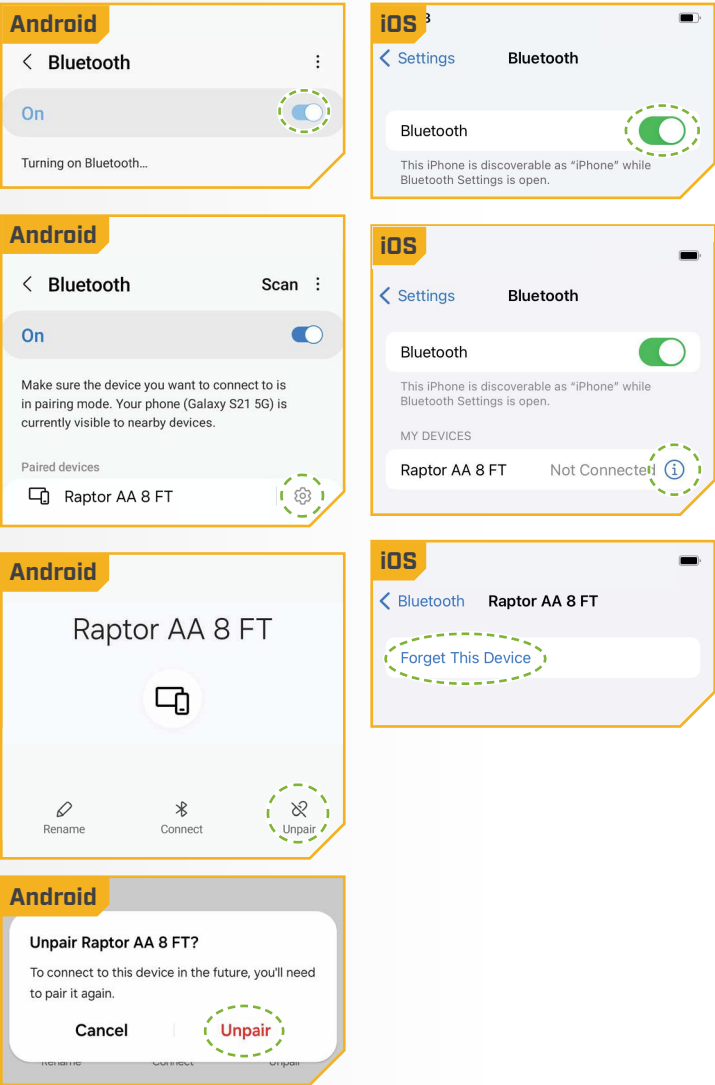 Android
Bluetooth
On
Turning on Bluetooth...
Android
Bluetooth Scan
On
Make sure the device you want to connect to is
in pairing mode. Your phone (Galaxy S21 5G) is
currently visible to nearby devices.
Paired devices
Raptor AA 8 FT
Android
Raptor AA 8 FT
Rename Connect Unpair
Android
Unpair Raptor AA 8 FT?
To connect to this device in the future, you'll need
to pair it again.
Cancel Unpair
Rename Connect Unpair
iOS
Settings Bluetooth
Bluetooth
This iPhone is discoverable as “iPhone” while
Bluetooth Settings is open.
iOS
Settings Bluetooth
Bluetooth
This iPhone is discoverable as “iPhone” while
Bluetooth Settings is open.
MY DEVICES
Raptor AA 8 FT Not Connected
iOS
Bluetooth Raptor AA 8 FT
Forget This Device